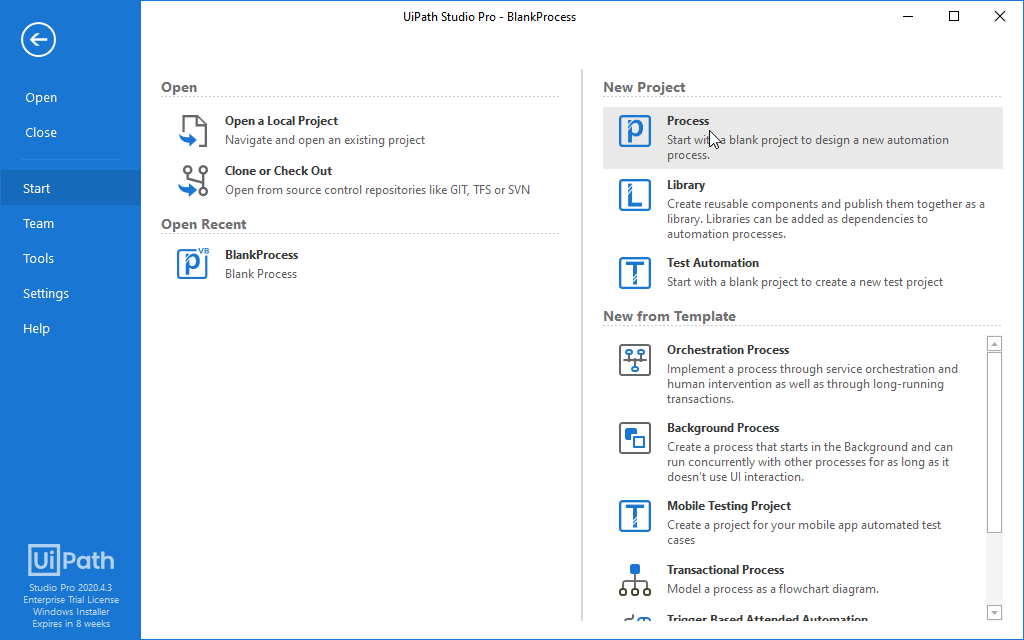 UiPath Studio Pro - BlankProcess
Open
Close
Start
Team
Tools
Settings
Help
UiPath
Studio Pro 2020.4.3
Enterprise Trial License
Windows Installer
Expires in 8 weeks
Open
Open a Local Project
Navigate and open an existing project
Clone or Check Out
Open from source control repositories like GIT, TFS or SVN
Open Recent
VB
BlankProcess
Blank Process
New Project
Process
Start with a blank project to design a new automation
process.
Library
Create reusable components and publish them together as a
library. Libraries can be added as dependencies to
automation processes.
Test Automation
Start with a blank project to create a new test project
New from Template
Orchestration Process
Implement a process through service orchestration and
human intervention as well as through long-running
transactions.
Background Process
Create a process that starts in the Background and can
run concurrently with other processes for as long as it
doesn't use UI interaction.
Mobile Testing Project
Create a project for your mobile app automated test
cases
Transactional Process
Model a process as a flowchart diagram.
Trigger Based Attended Automation